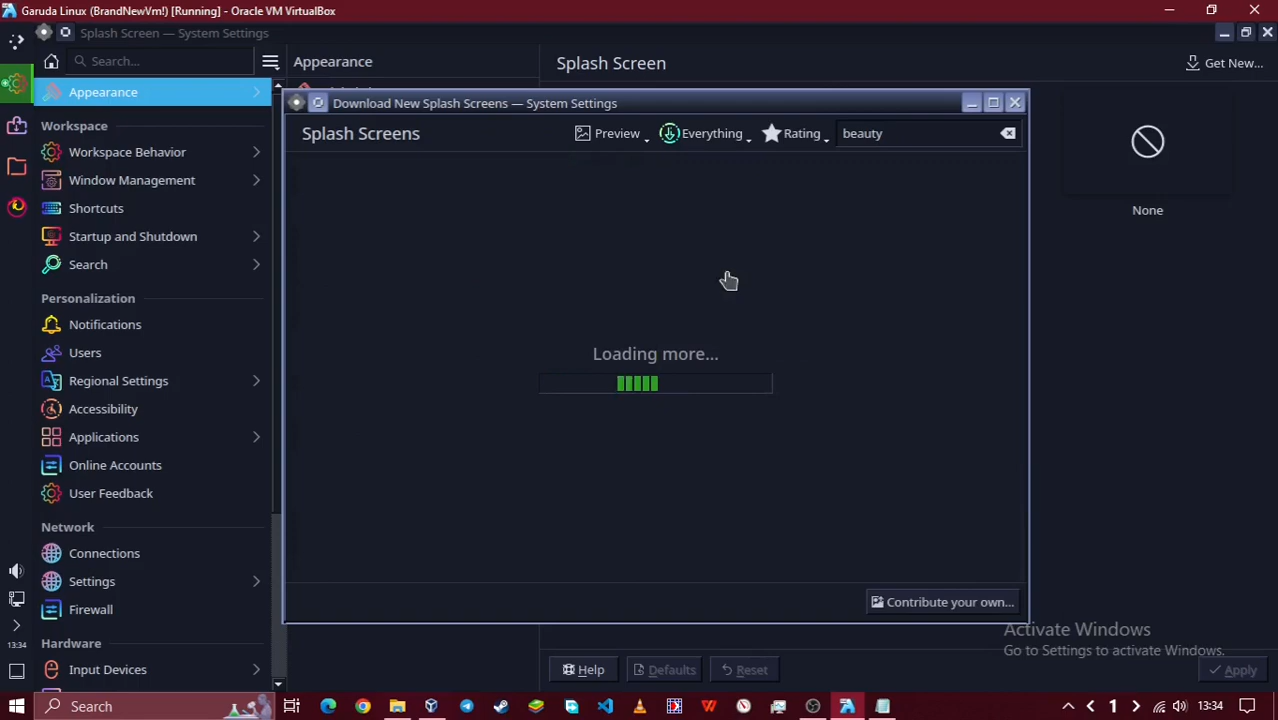 Garuda Linux (BrandNewVm!) [Running] - Oracle VM VirtualBox
Splash Screen — System Settings
Search...
Appearance
Splash Screen
Get New...
Appearance
Workspace
Workspace Behavior
Window Management
Shortcuts
Startup and Shutdown
Search
Personalization
Notifications
Users
Regional Settings
Accessibility
Applications
Online Accounts
User Feedback
Network
Connections
Settings
Firewall
Hardware
Input Devices
13:34
Download New Splash Screens — System Settings
Splash Screens
Preview
Everything
Rating
beauty
Loading more...
Contribute your own...
None
Help
Defaults
Reset
Apply
Activate Windows
Go to Settings to activate Windows.
Search
1
13:34